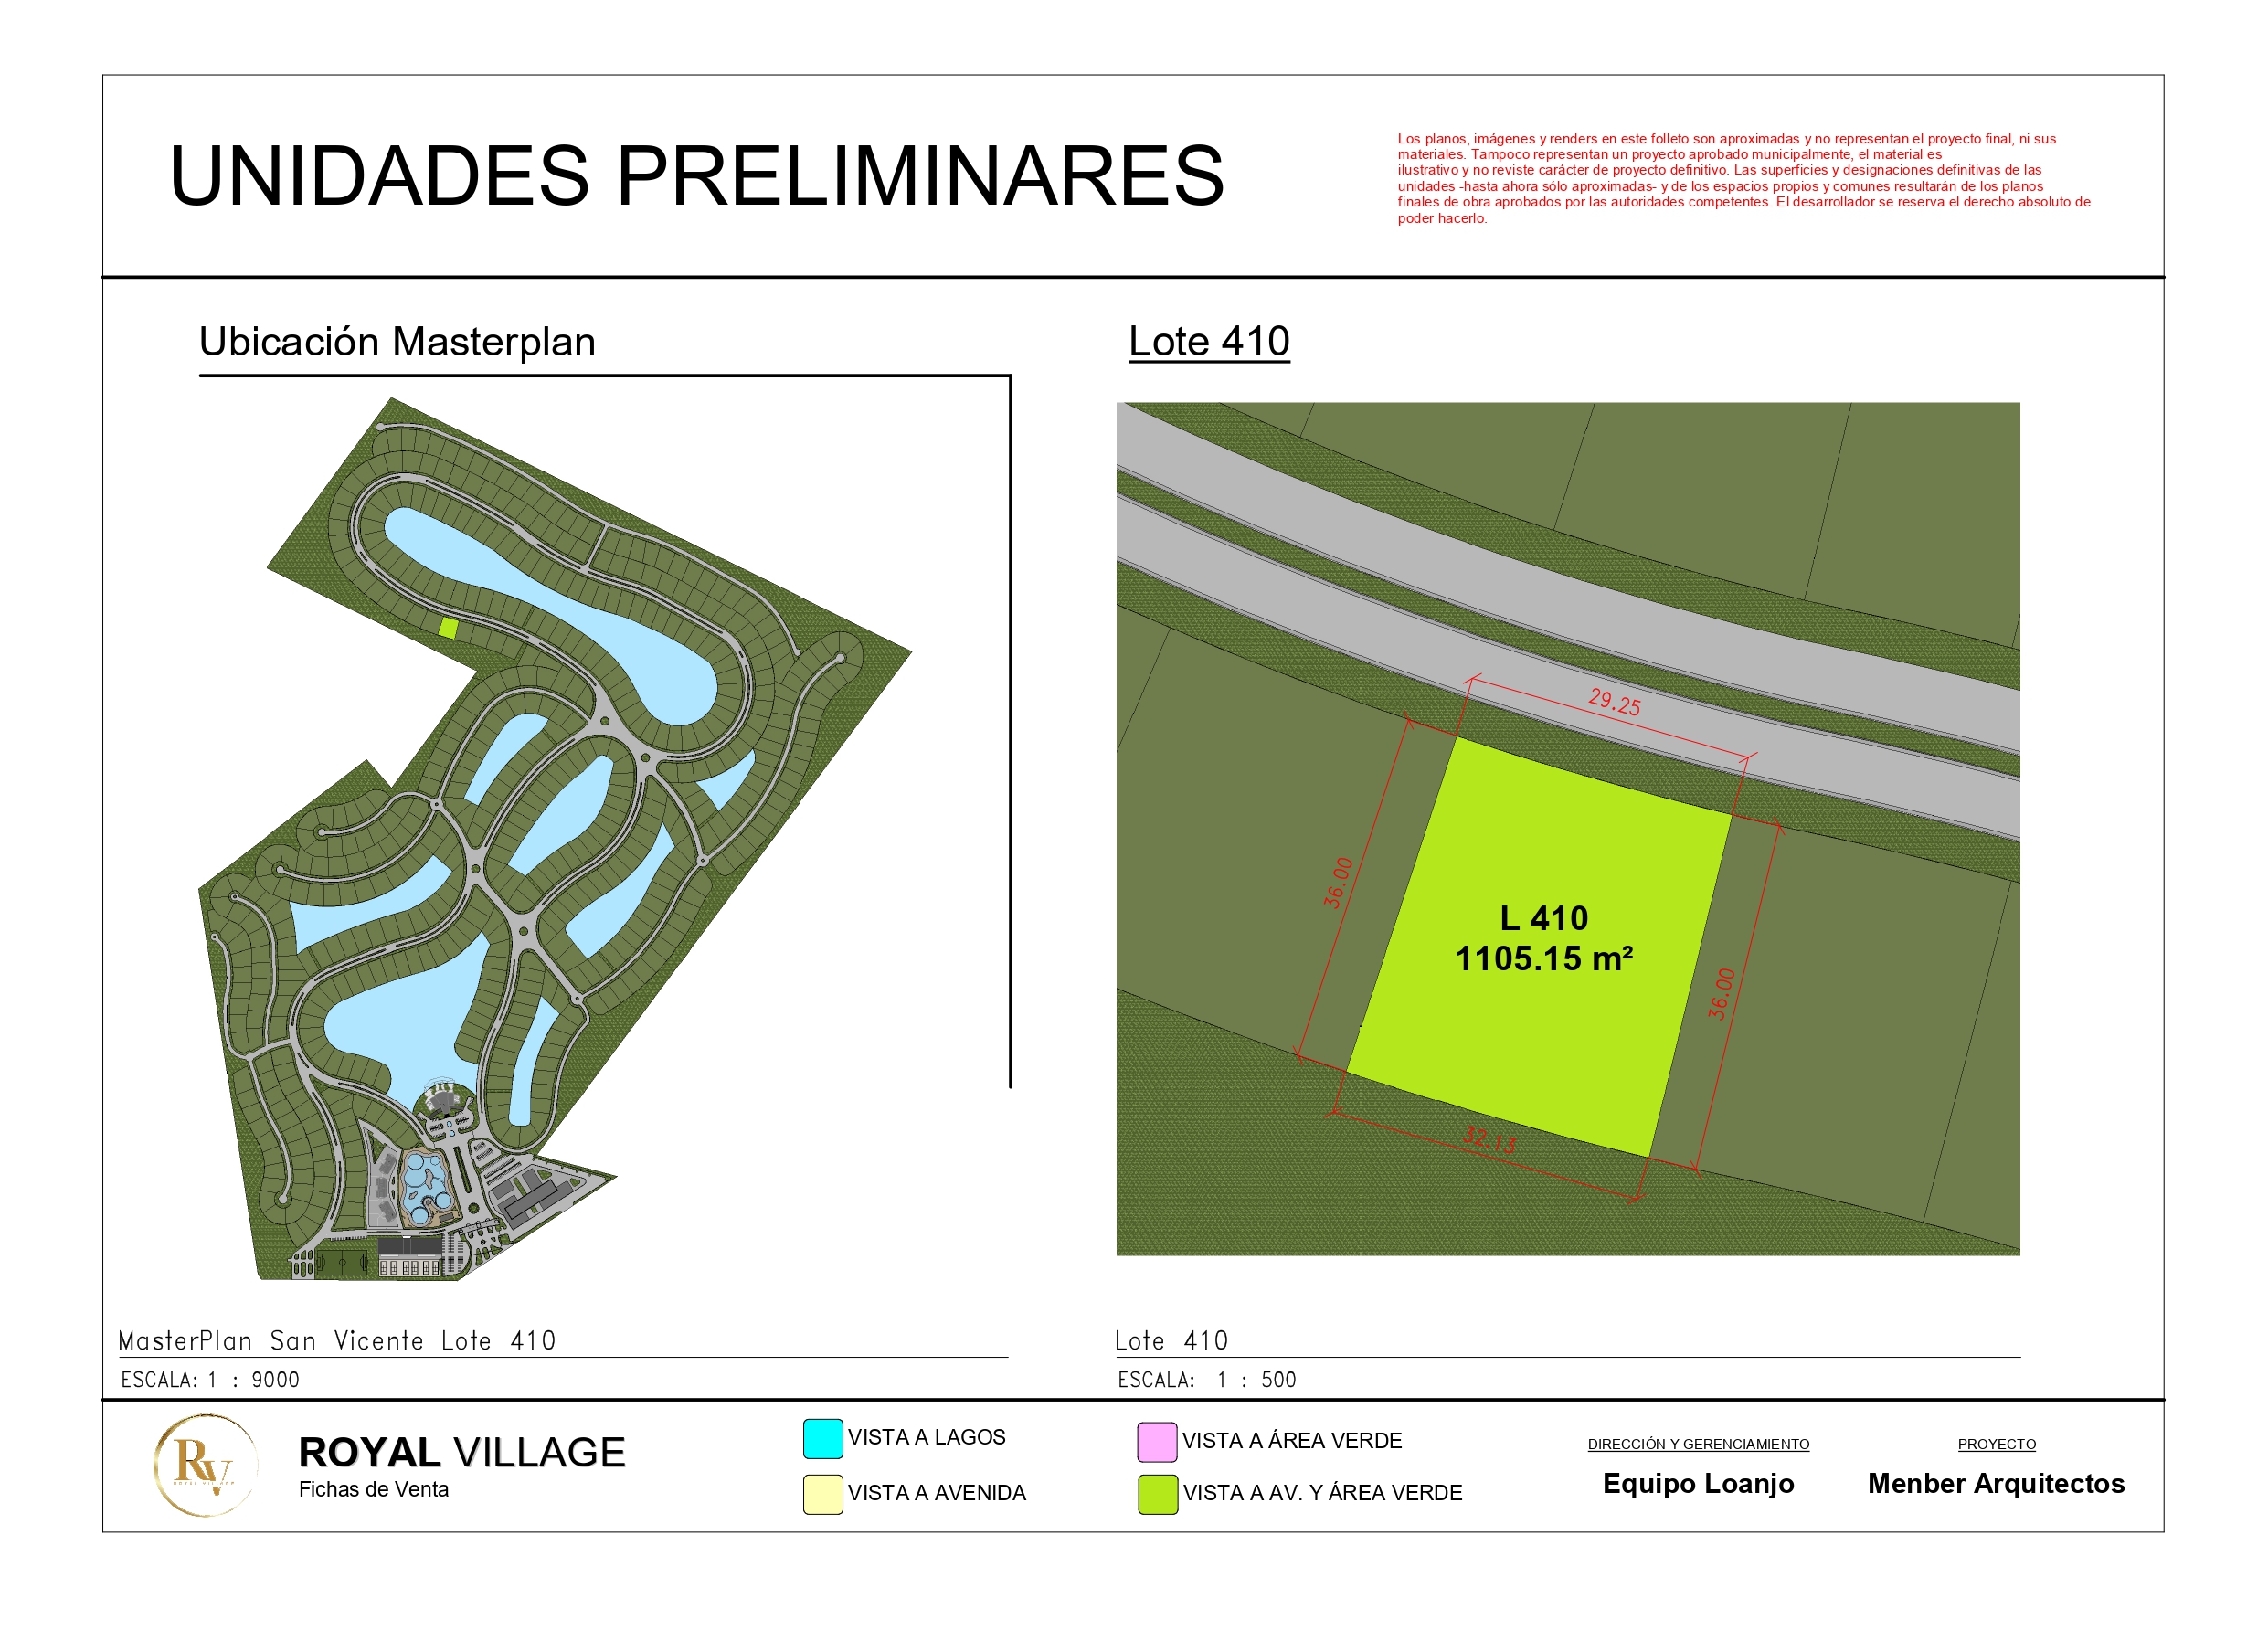 UNIDADES PRELIMINARES
Los planos, imágenes y renders en este folleto son aproximadas y no representan el proyecto final, ni sus
materiales. Tampoco representan un proyecto aprobado municipalmente, el material es
ilustrativo y no reviste carácter de proyecto definitivo. Las superficies y designaciones definitivas de las
unidades -hasta ahora sólo aproximadas- y de los espacios propios y comunes resultarán de los planos
finales de obra aprobados por las autoridades competentes. El desarrollador se reserva el derecho absoluto de
poder hacerlo.
Ubicación Masterplan
Lote 410
29.25
36.00
L 410
1105.15 m²
36.00
32.13
MasterPlan San Vicente Lote 410
ESCALA: 1 : 9000
Lote 410
ESCALA: 1 : 500
RV
ROYAL VILLAGE
ROYAL VILLAGE
Fichas de Venta
VISTA A LAGOS
VISTA A AVENIDA
VISTA A ÁREA VERDE
VISTA A AV. Y ÁREA VERDE
DIRECCIÓN Y GERENCIAMIENTO
Equipo Loanjo
PROYECTO
Menber Arquitectos